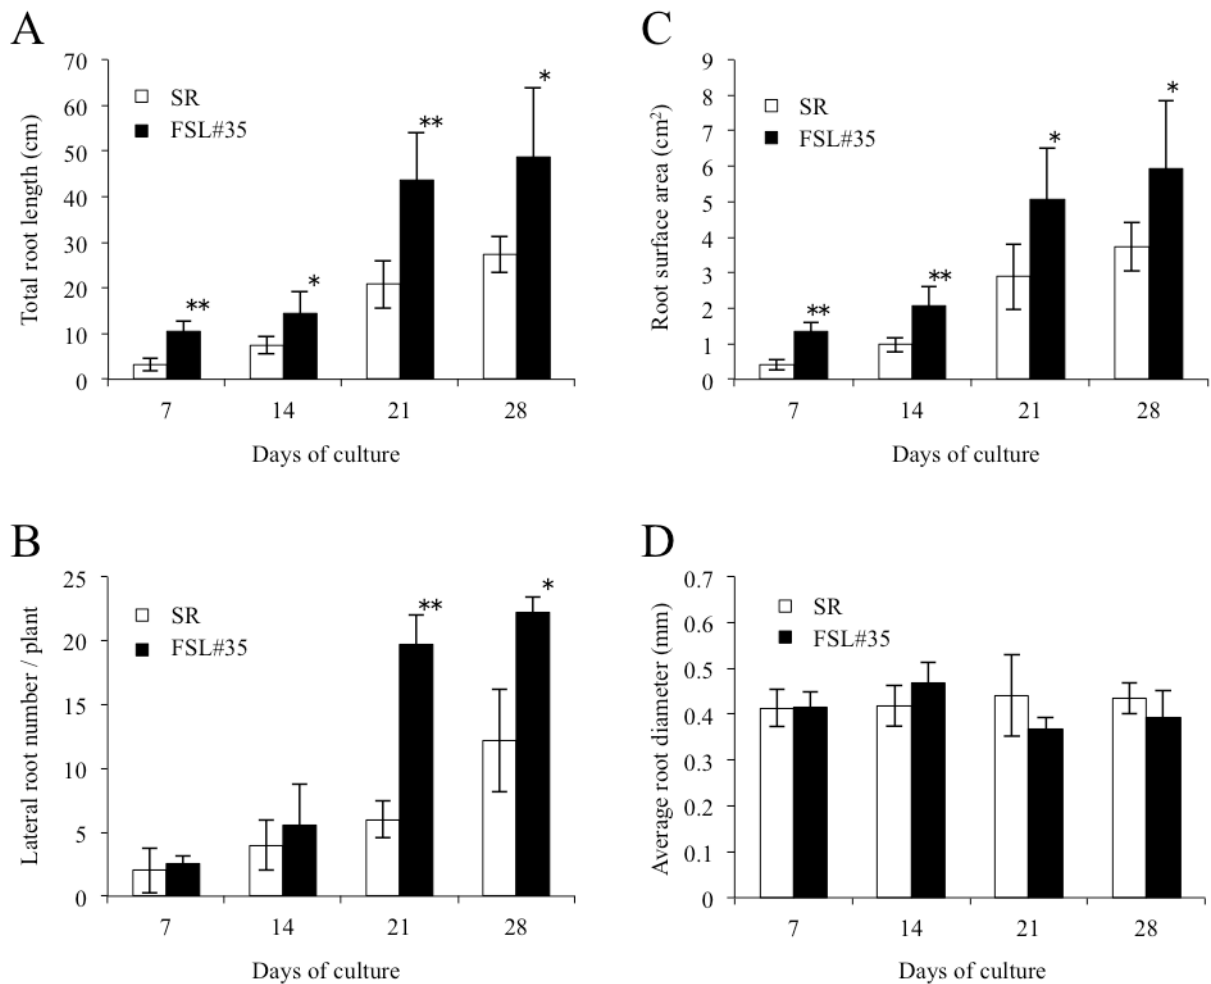 A
Total root length (cm)
70
60
50
40
30
20
10
0
SR
FSL#35
**
*
**
*
7 14 21 28
Days of culture
C
Root surface area (cm²)
9
8
7
6
5
4
3
2
1
0
SR
FSL#35
**
**
*
*
7 14 21 28
Days of culture
B
Lateral root number / plant
25
20
15
10
5
0
SR
FSL#35
**
*
7 14 21 28
Days of culture
D
Average root diameter (mm)
0.7
0.6
0.5
0.4
0.3
0.2
0.1
0
SR
FSL#35
7 14 21 28
Days of culture